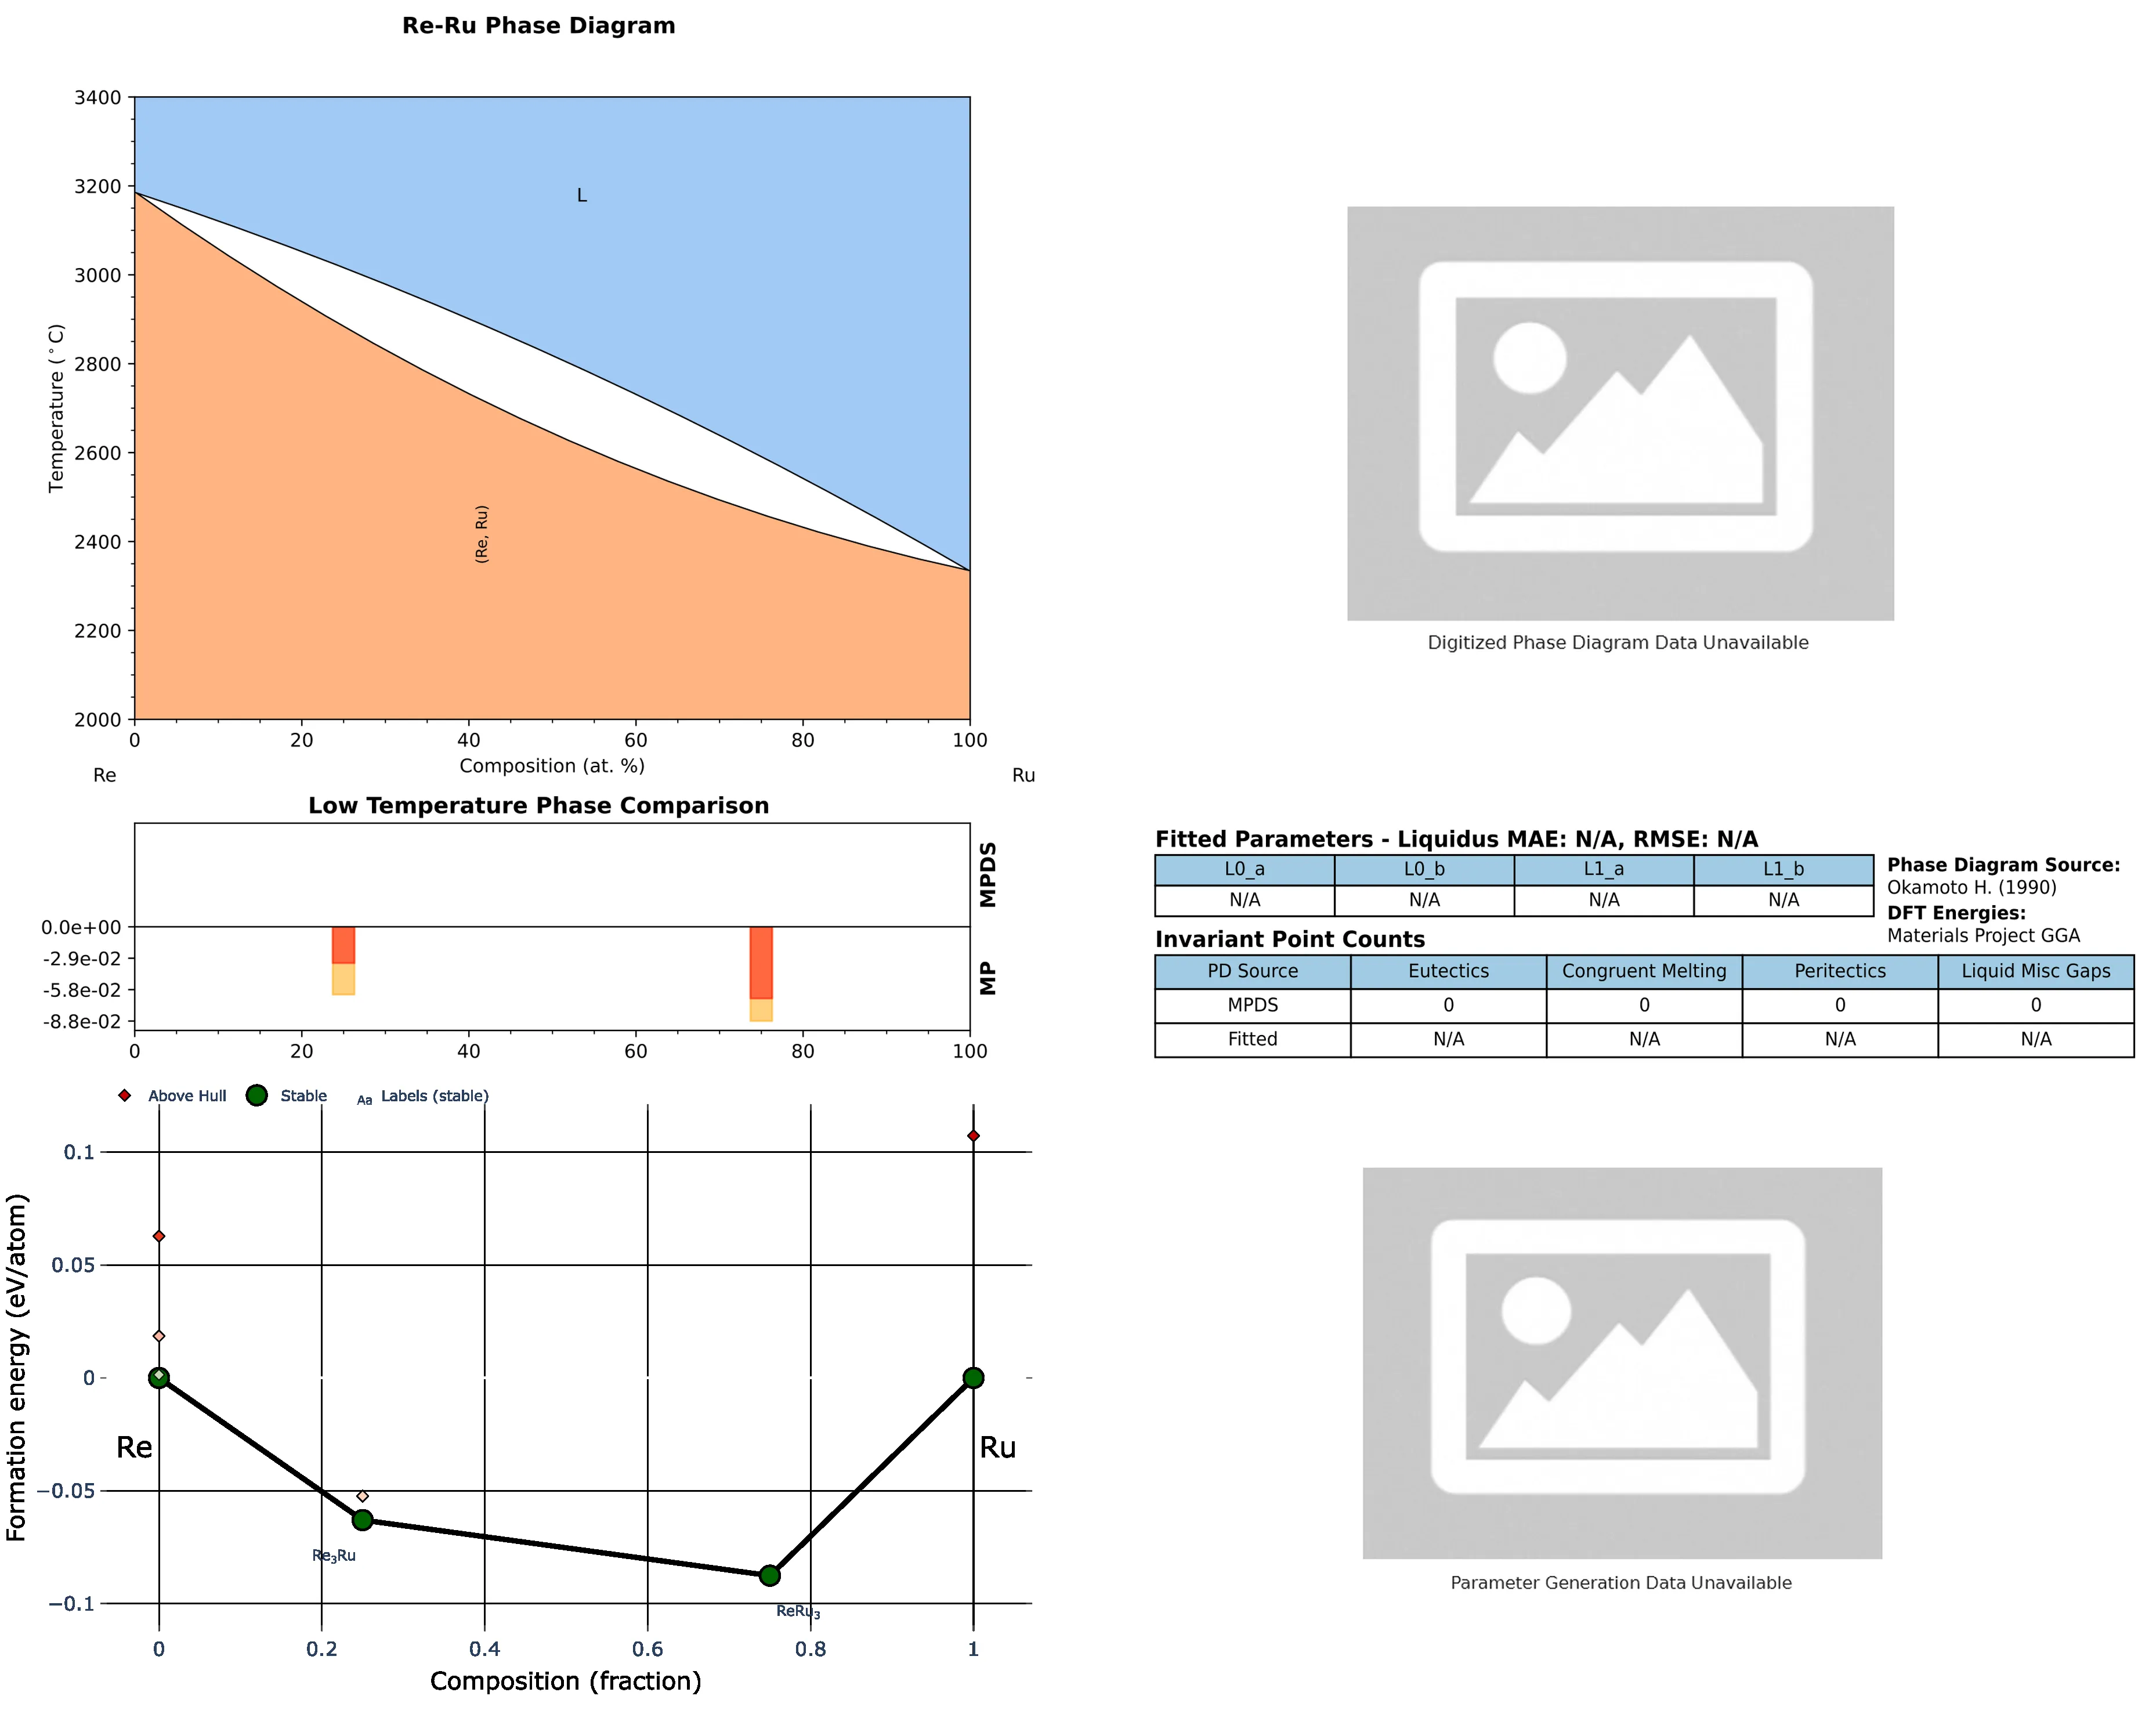 Re-Ru Phase Diagram
3400
3200
3000
2800
2600
2400
2200
2000
Temperature (°C)
L
(Re, Ru)
0 20 40 60 80 100
Composition (at. %)
Re Ru
Digitized Phase Diagram Data Unavailable
Low Temperature Phase Comparison
MPDS
MP
0.0e+00
-2.9e-02
-5.8e-02
-8.8e-02
0 20 40 60 80 100
Fitted Parameters - Liquidus MAE: N/A, RMSE: N/A
L0_a L0_b L1_a L1_b
N/A N/A N/A N/A
Phase Diagram Source:
Okamoto H. (1990)
DFT Energies:
Materials Project GGA
Invariant Point Counts
PD Source Eutectics Congruent Melting Peritectics Liquid Misc Gaps
MPDS 0 0 0 0
Fitted N/A N/A N/A N/A
Above Hull Stable Aa Labels (stable)
0.1
0.05
0
−0.05
−0.1
Formation energy (eV/atom)
Re
Ru
Re₃Ru
ReRu₃
0 0.2 0.4 0.6 0.8 1
Composition (fraction)
Parameter Generation Data Unavailable